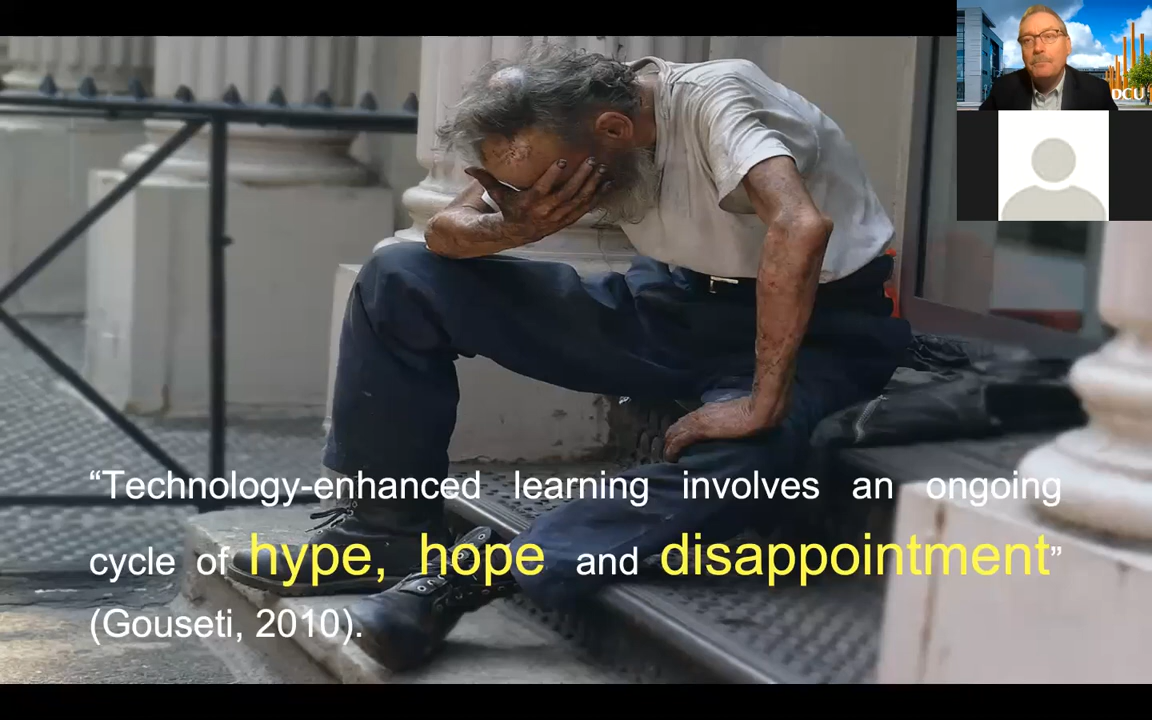 DCU
“Technology-enhanced learning involves an ongoing
cycle of hype, hope and disappointment”
(Gouseti, 2010).